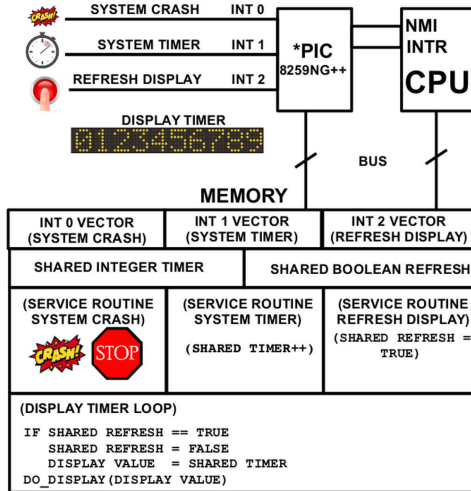 CRASH! SYSTEM CRASH INT 0
SYSTEM TIMER INT 1
REFRESH DISPLAY INT 2
*PIC
8259NG++
NMI
INTR
CPU
DISPLAY TIMER
0123456789
BUS
MEMORY
INT 0 VECTOR
(SYSTEM CRASH)
INT 1 VECTOR
(SYSTEM TIMER)
INT 2 VECTOR
(REFRESH DISPLAY)
SHARED INTEGER TIMER
SHARED BOOLEAN REFRESH
(SERVICE ROUTINE
SYSTEM CRASH)
CRASH!
STOP
(SERVICE ROUTINE
SYSTEM TIMER)
(SHARED TIMER++)
(SERVICE ROUTINE
REFRESH DISPLAY)
(SHARED REFRESH =
TRUE)
(DISPLAY TIMER LOOP)
IF SHARED REFRESH == TRUE
SHARED REFRESH = FALSE
DISPLAY VALUE = SHARED TIMER
DO_DISPLAY(DISPLAY VALUE)